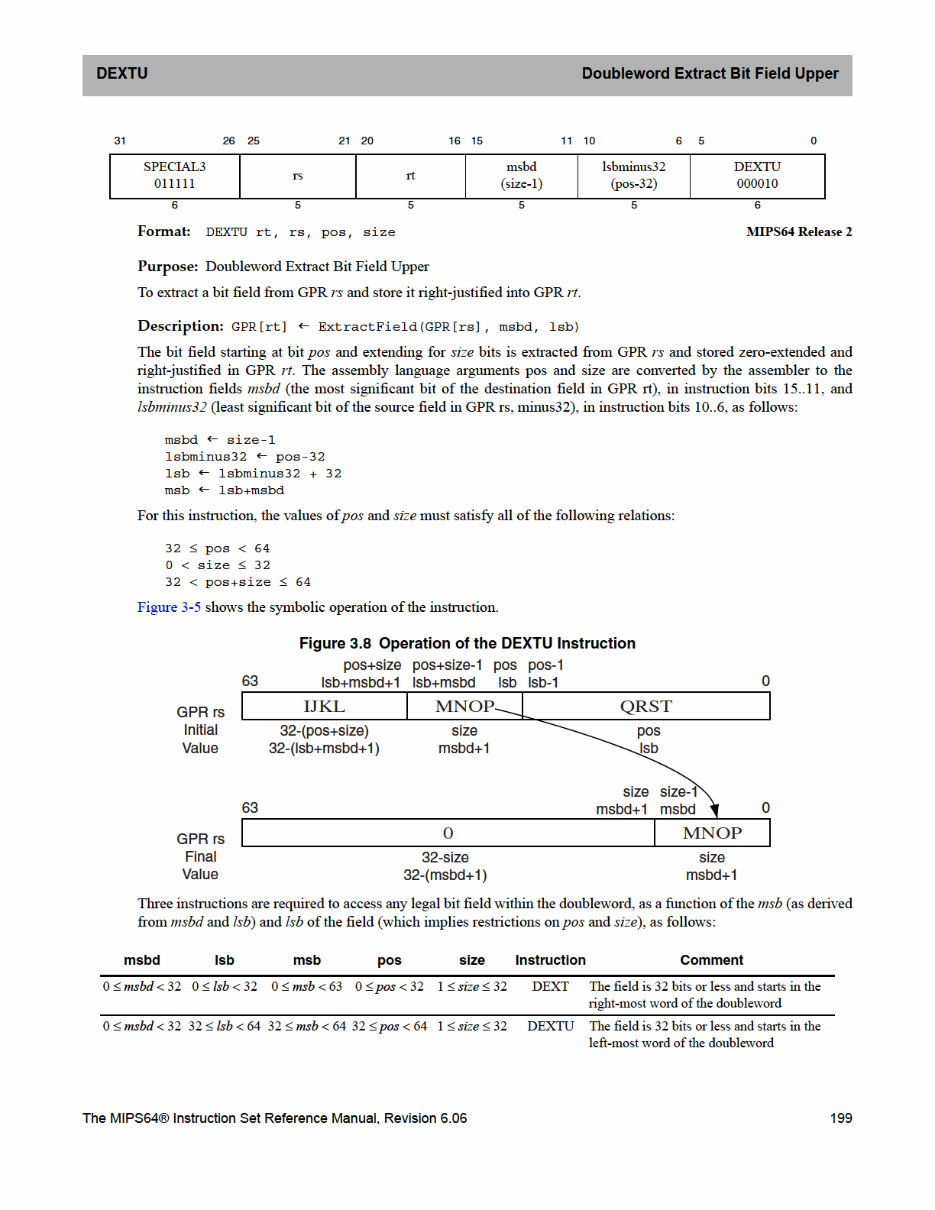 DEXTU Doubleword Extract Bit Field Upper
31 26 25 21 20 16 15 11 10 6 5 0
SPECIAL3 rs rt msbd lsbminus32 DEXTU
011111 (size-1) (pos-32) 000010
6 5 5 5 5 6
Format: DEXTU rt, rs, pos, size MIPS64 Release 2
Purpose: Doubleword Extract Bit Field Upper
To extract a bit field from GPR rs and store it right-justified into GPR rt.
Description: GPR[rt] ← ExtractField(GPR[rs], msbd, lsb)
The bit field starting at bit pos and extending for size bits is extracted from GPR rs and stored zero-extended and
right-justified in GPR rt. The assembly language arguments pos and size are converted by the assembler to the
instruction fields msbd (the most significant bit of the destination field in GPR rt), in instruction bits 15..11, and
lsbminus32 (least significant bit of the source field in GPR rs, minus32), in instruction bits 10..6, as follows:
msbd ← size-1
lsbminus32 ← pos-32
lsb ← lsbminus32 + 32
msb ← lsb+msbd
For this instruction, the values of pos and size must satisfy all of the following relations:
32 ≤ pos < 64
0 < size ≤ 32
32 < pos+size ≤ 64
Figure 3-5 shows the symbolic operation of the instruction.
Figure 3.8 Operation of the DEXTU Instruction
pos+size pos+size-1 pos pos-1
63 lsb+msbd+1 lsb+msbd lsb lsb-1 0
GPR rs IJKL MNOP QRST
Initial 32-(pos+size) size pos
Value 32-(lsb+msbd+1) msbd+1 lsb
size size-1
63 msbd+1 msbd 0
GPR rs 0 MNOP
Final 32-size size
Value 32-(msbd+1) msbd+1
Three instructions are required to access any legal bit field within the doubleword, as a function of the msb (as derived
from msbd and lsb) and lsb of the field (which implies restrictions on pos and size), as follows:
msbd lsb msb pos size Instruction Comment
0 ≤ msbd < 32 0 ≤ lsb < 32 0 ≤ msb < 63 0 ≤ pos < 32 1 ≤ size ≤ 32 DEXT The field is 32 bits or less and starts in the
right-most word of the doubleword
0 ≤ msbd < 32 32 ≤ lsb < 64 32 ≤ msb < 64 32 ≤ pos < 64 1 ≤ size ≤ 32 DEXTU The field is 32 bits or less and starts in the
left-most word of the doubleword
The MIPS64® Instruction Set Reference Manual, Revision 6.06 199